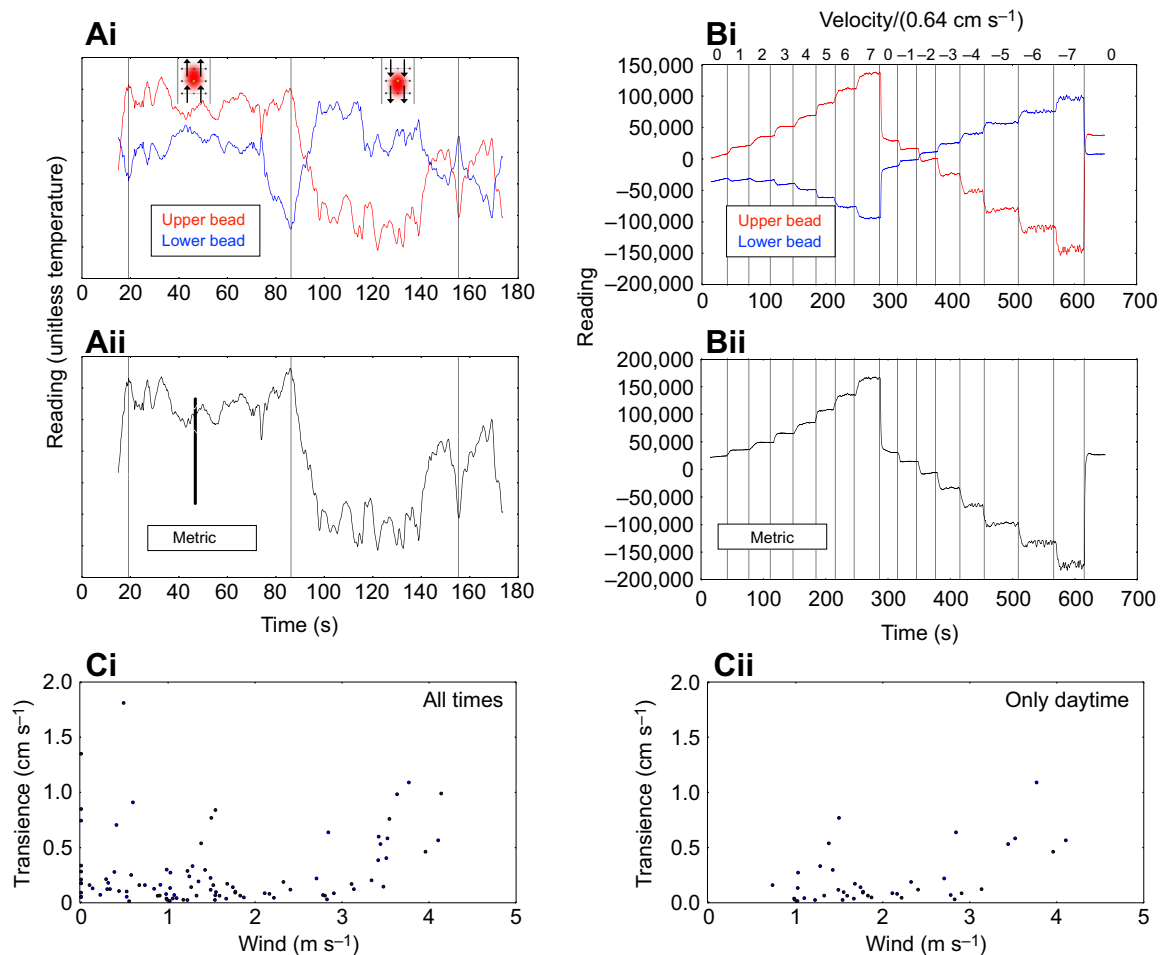 Ai
Upper bead
Lower bead
0 20 40 60 80 100 120 140 160 180
Reading (unitless temperature)
Aii
Metric
0 20 40 60 80 100 120 140 160 180
Time (s)
Velocity/(0.64 cm s–1)
Bi
0 1 2 3 4 5 6 7 0 –1 –2 –3 –4 –5 –6 –7 0
150,000
100,000
50,000
0
–50,000
–100,000
–150,000
–200,000
Upper bead
Lower bead
0 100 200 300 400 500 600 700
Reading
Bii
200,000
150,000
100,000
50,000
0
–50,000
–100,000
–150,000
–200,000
Metric
0 100 200 300 400 500 600 700
Time (s)
Ci
All times
Transience (cm s–1)
2.0
1.5
1.0
0.5
0
0 1 2 3 4 5
Wind (m s–1)
Cii
Only daytime
Transience (cm s–1)
2.0
1.5
1.0
0.5
0
0 1 2 3 4 5
Wind (m s–1)